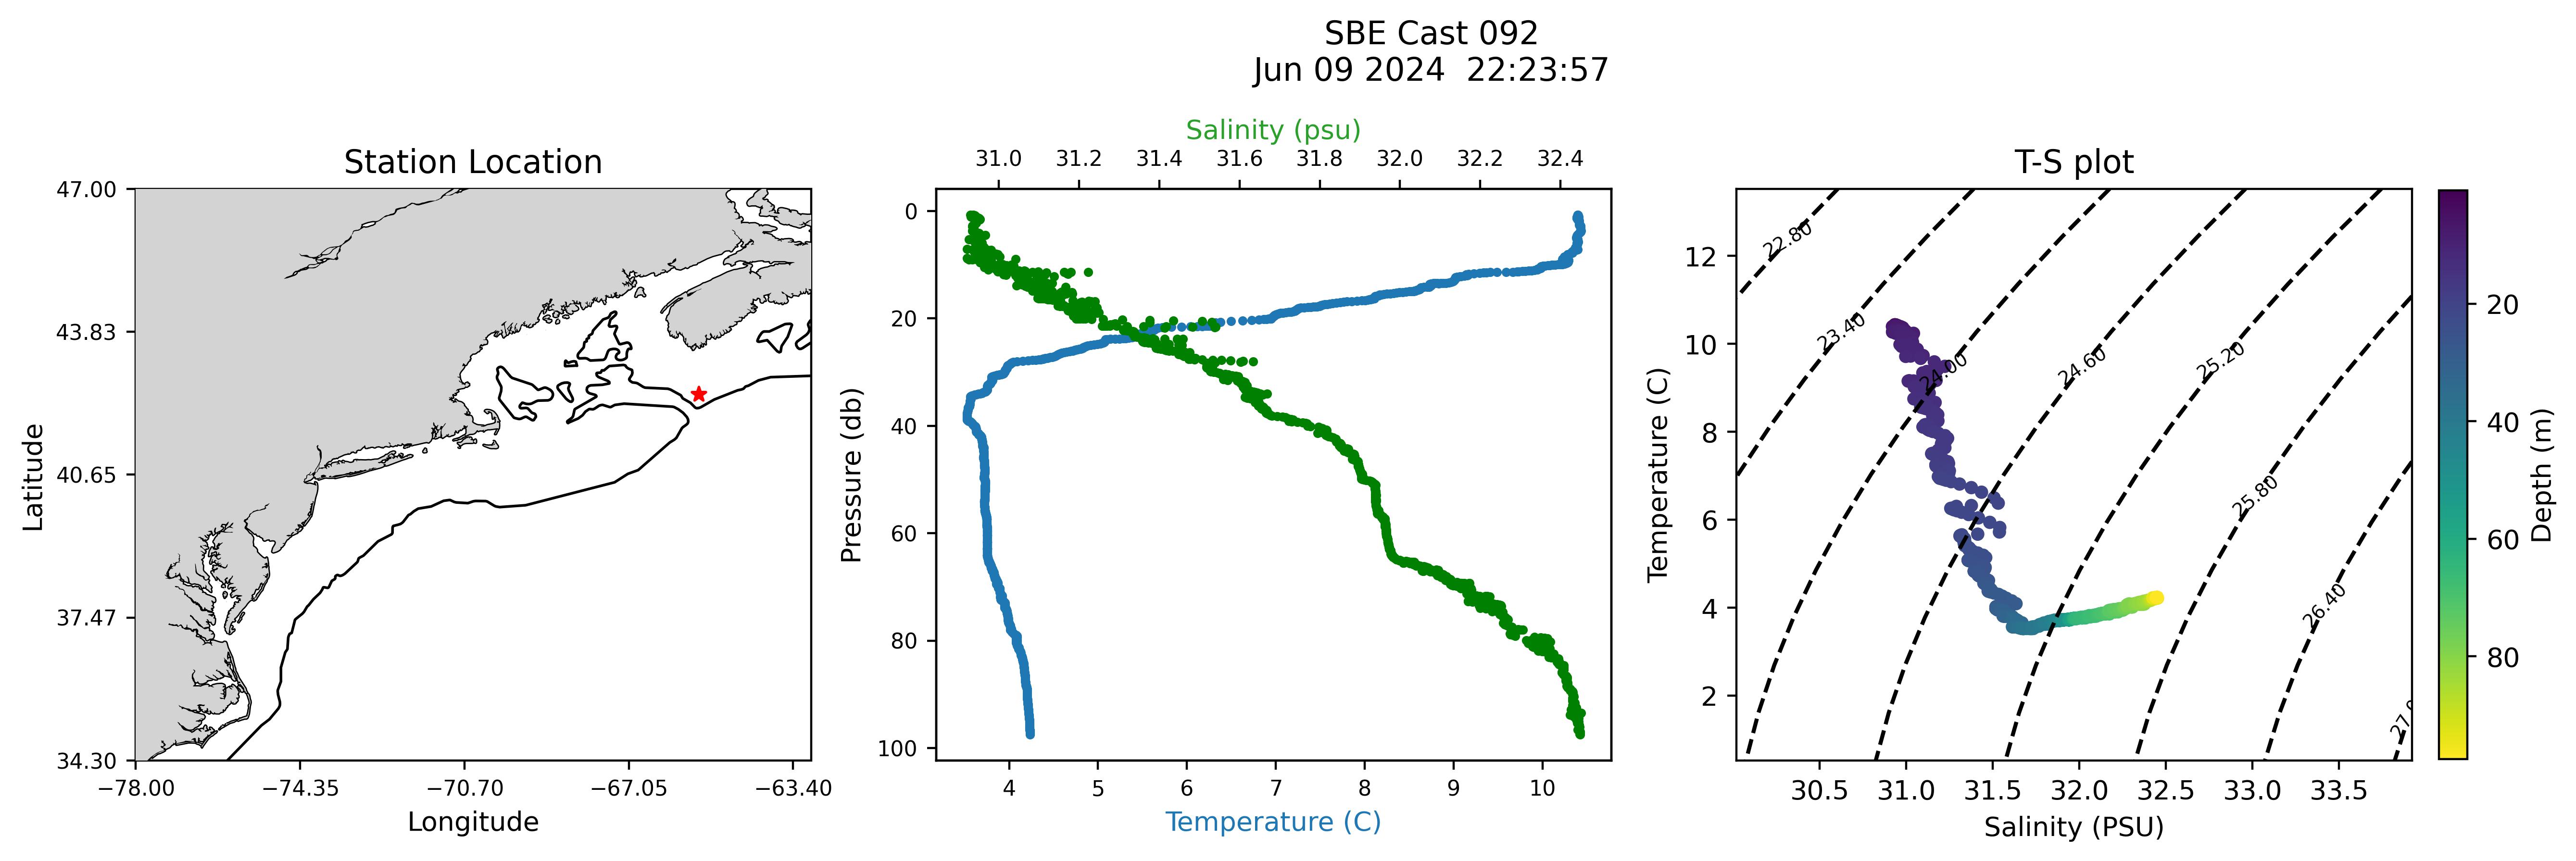 SBE Cast 092
Jun 09 2024  22:23:57
Station Location
47.00
43.83
40.65
37.47
34.30
Latitude
−78.00 −74.35 −70.70 −67.05 −63.40
Longitude
Salinity (psu)
31.0 31.2 31.4 31.6 31.8 32.0 32.2 32.4
0
20
40
60
80
100
Pressure (db)
4 5 6 7 8 9 10
Temperature (C)
T-S plot
12
10
8
6
4
2
Temperature (C)
22.80
23.40
24.00
24.60
25.20
25.80
26.40
30.5 31.0 31.5 32.0 32.5 33.0 33.5
Salinity (PSU)
20
40
60
80
Depth (m)